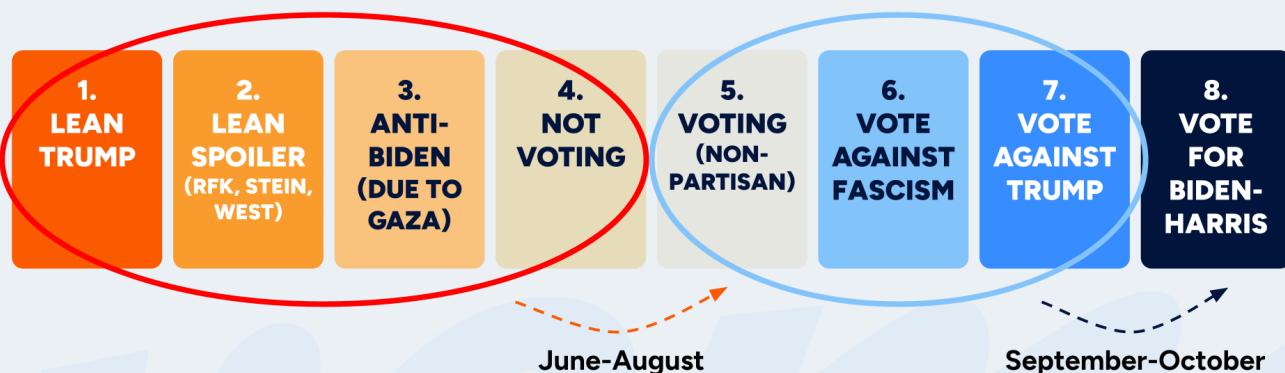 1.
LEAN
TRUMP
2.
LEAN
SPOILER
(RFK, STEIN,
WEST)
3.
ANTI-
BIDEN
(DUE TO
GAZA)
4.
NOT
VOTING
5.
VOTING
(NON-
PARTISAN)
6.
VOTE
AGAINST
FASCISM
7.
VOTE
AGAINST
TRUMP
8.
VOTE
FOR
BIDEN-
HARRIS
June-August
September-October